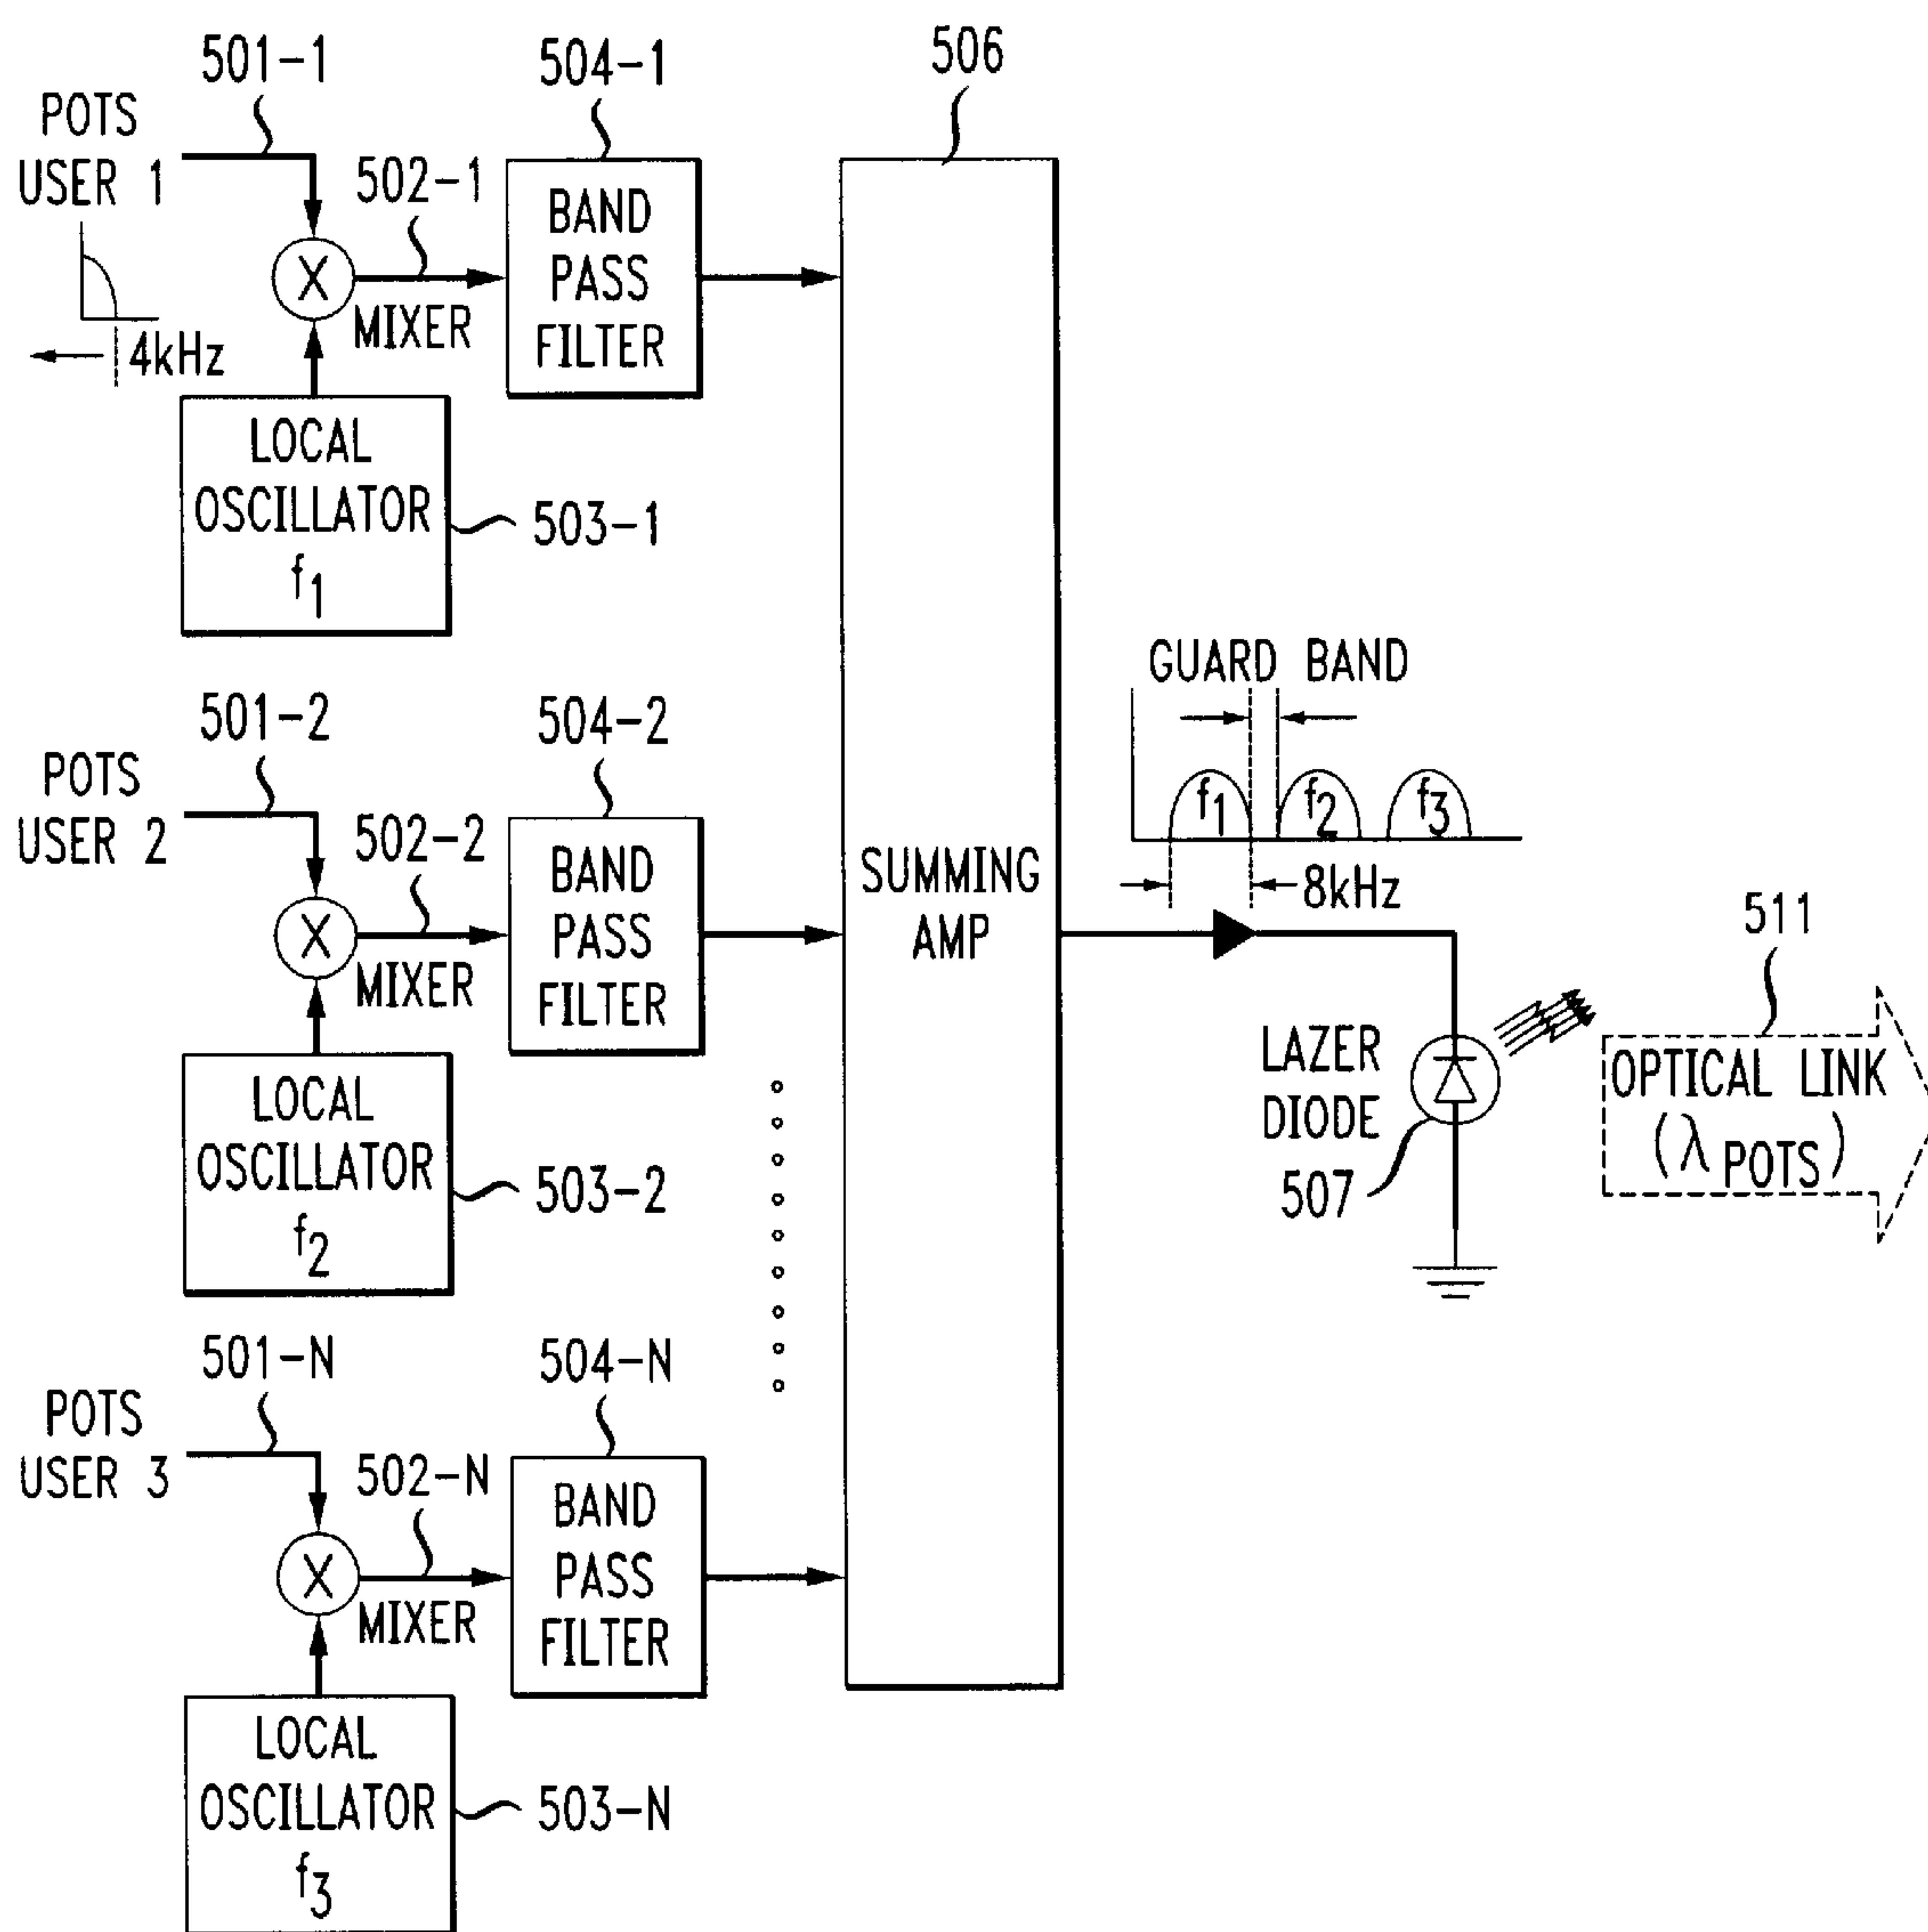 501-1
504-1
506
POTS
USER 1
502-1
BAND
PASS
FILTER
X
MIXER
4kHz
LOCAL
OSCILLATOR
f1
503-1
501-2
504-2
POTS
USER 2
502-2
BAND
PASS
FILTER
X
MIXER
LOCAL
OSCILLATOR
f2
503-2
501-N
504-N
POTS
USER 3
502-N
BAND
PASS
FILTER
X
MIXER
LOCAL
OSCILLATOR
f3
503-N
SUMMING
AMP
GUARD BAND
f1 f2 f3
8kHz
LAZER
DIODE
507
511
OPTICAL LINK
(λ POTS)